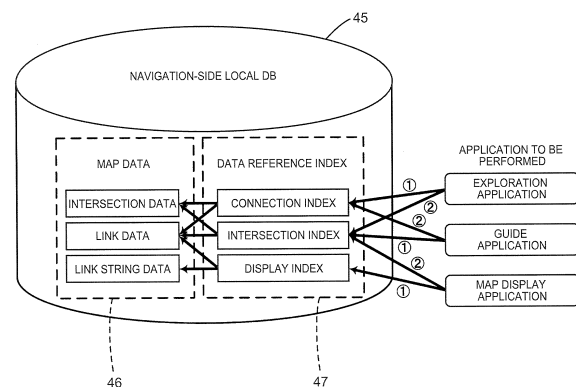 45
NAVIGATION-SIDE LOCAL DB
MAP DATA
INTERSECTION DATA
LINK DATA
LINK STRING DATA
DATA REFERENCE INDEX
CONNECTION INDEX
INTERSECTION INDEX
DISPLAY INDEX
APPLICATION TO BE
PERFORMED
①
EXPLORATION
APPLICATION
②
②
①
GUIDE
APPLICATION
②
①
MAP DISPLAY
APPLICATION
46
47